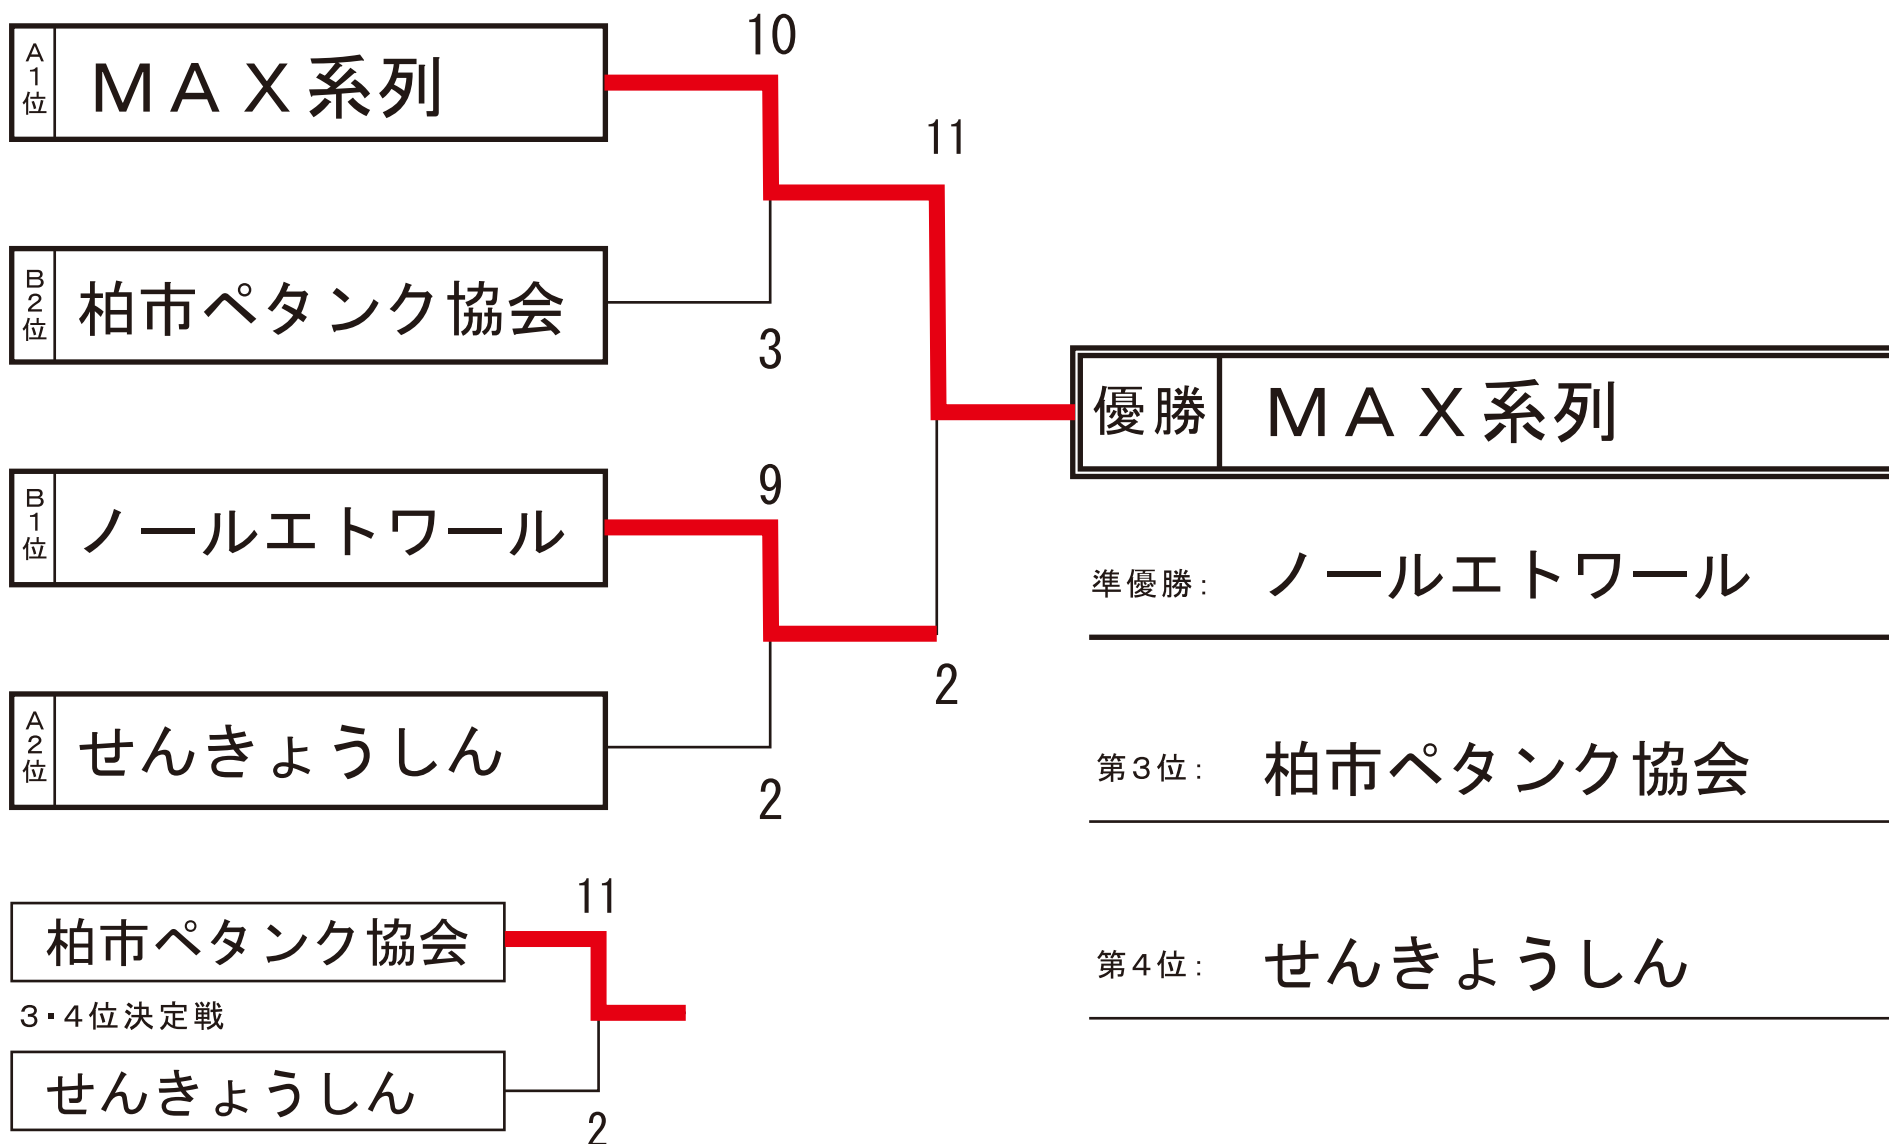 A1位 MAX系列
10
11
B2位 柏市ペタンク協会
3
優勝 MAX系列
B1位 ノールエトワール
9
準優勝: ノールエトワール
2
A2位 せんきょうしん
2
第3位: 柏市ペタンク協会
柏市ペタンク協会
11
3・4位決定戦
せんきょうしん
2
第4位: せんきょうしん